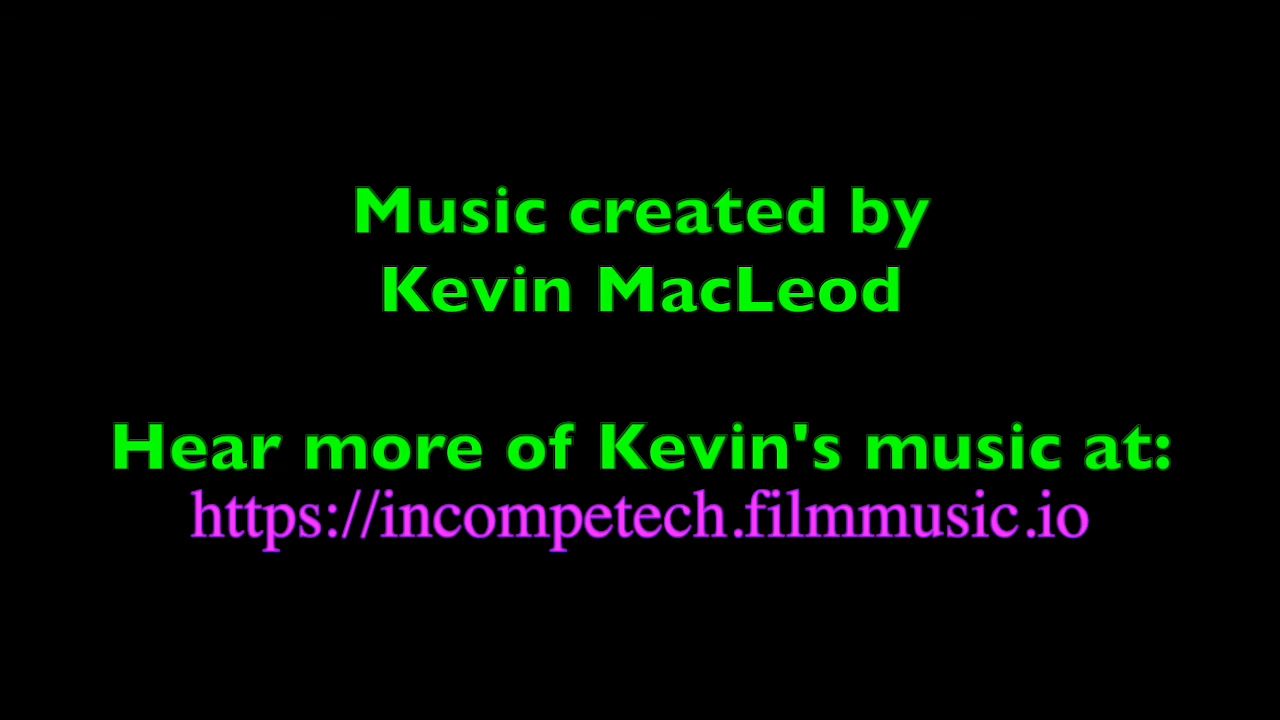 Music created by
Kevin MacLeod
Hear more of Kevin's music at:
https://incompetech.filmmusic.io